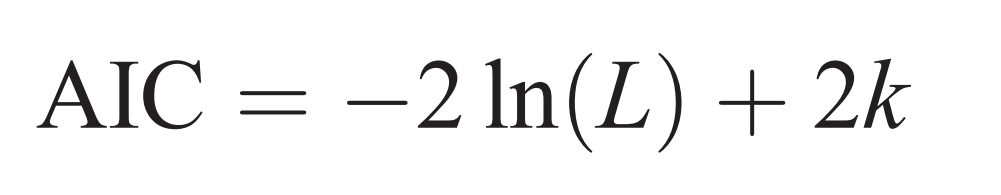 AIC = −2 ln(L) + 2k